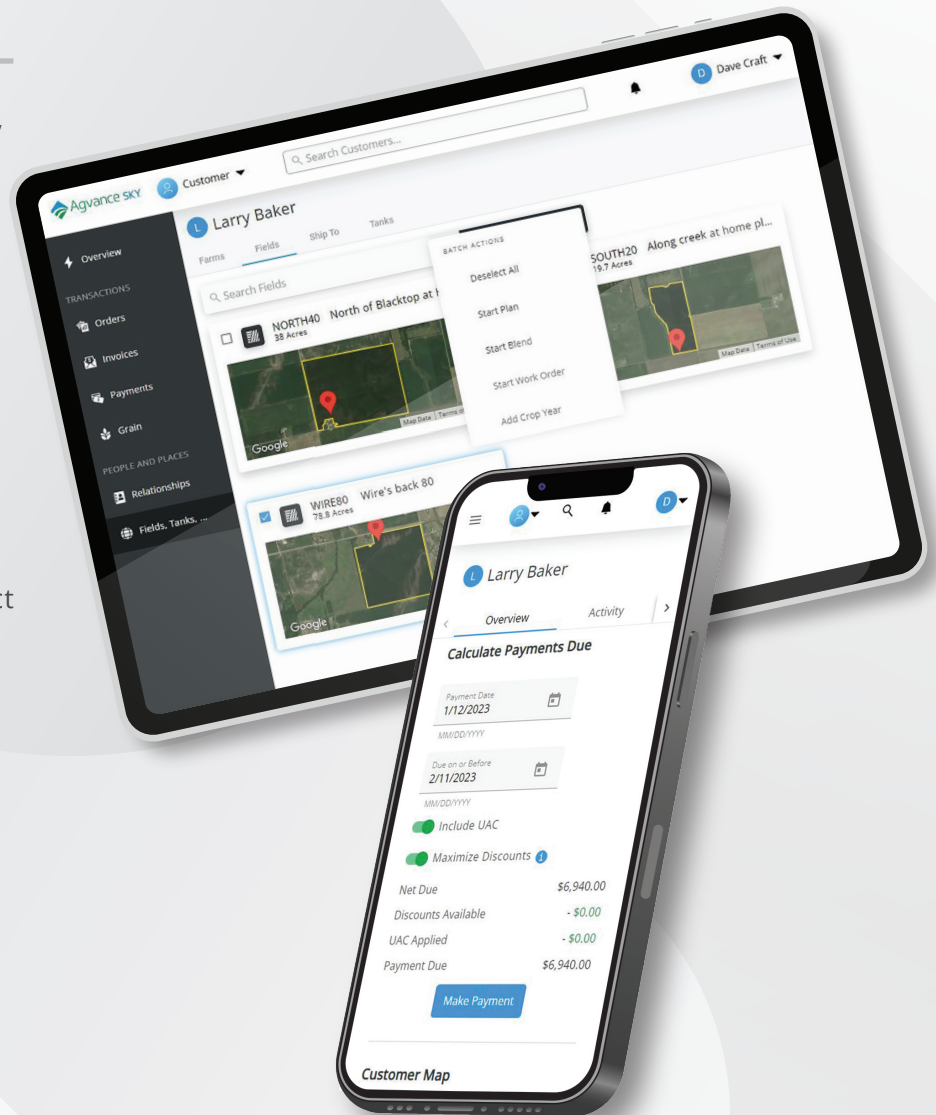 Agvance SKY
Customer
Search Customers...
D Dave Craft
Overview
TRANSACTIONS
Orders
Invoices
Payments
Grain
PEOPLE AND PLACES
Relationships
Fields, Tanks, ...
L Larry Baker
Farms Fields Ship To Tanks
Search Fields
NORTH40 North of Blacktop at
38 Acres
Google
Map Data
BATCH ACTIONS
Deselect All
Start Plan
Start Blend
Start Work Order
Add Crop Year
SOUTH20 Along creek at home pl...
19.7 Acres
Map Data Terms of Use
WIRE80 Wire's back 80
78.8 Acres
Google
ct
D
L Larry Baker
Overview Activity
Calculate Payments Due
Payment Date
1/12/2023
MM/DD/YYYY
Due on or Before
2/11/2023
MM/DD/YYYY
Include UAC
Maximize Discounts i
Net Due $6,940.00
Discounts Available - $0.00
UAC Applied - $0.00
Payment Due $6,940.00
Make Payment
Customer Map